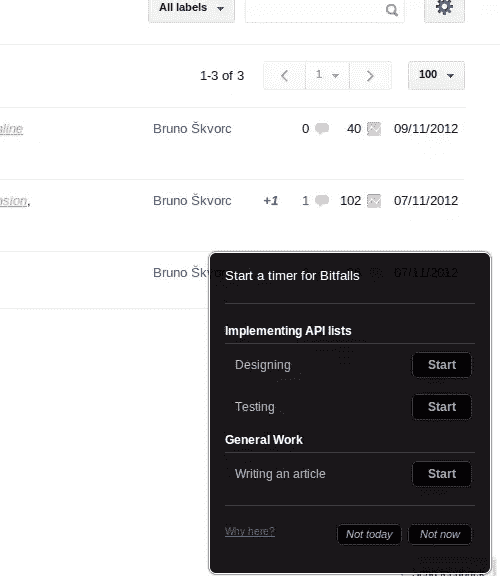 All labels
1-3 of 3 1 100
nline Bruno Škvorc 0 40 09/11/2012
nsion, Bruno Škvorc +1 1 102 07/11/2012
Bruno Škv 07/11/2012
Start a timer for Bitfalls
Implementing API lists
Designing Start
Testing Start
General Work
Writing an article Start
Why here? Not today Not now